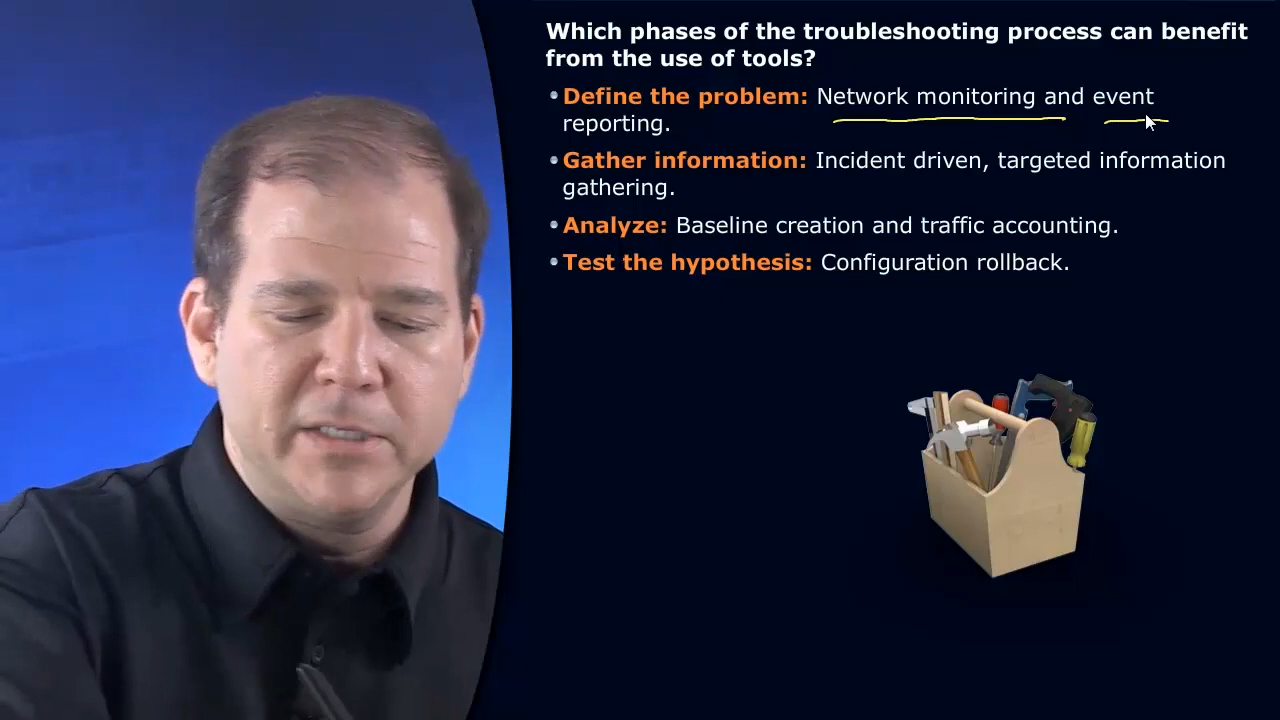 Which phases of the troubleshooting process can benefit
from the use of tools?
•Define the problem: Network monitoring and event
reporting.
•Gather information: Incident driven, targeted information
gathering.
•Analyze: Baseline creation and traffic accounting.
•Test the hypothesis: Configuration rollback.